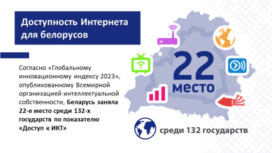 Доступность Интернета
для белорусов
Согласно «Глобальному
инновационному индексу 2023»,
опубликованному Всемирной
организацией интеллектуальной
собственности, Беларусь заняла
22-е место среди 132-х
государств по показателю
«Доступ к ИКТ»
22
место
среди 132 государств